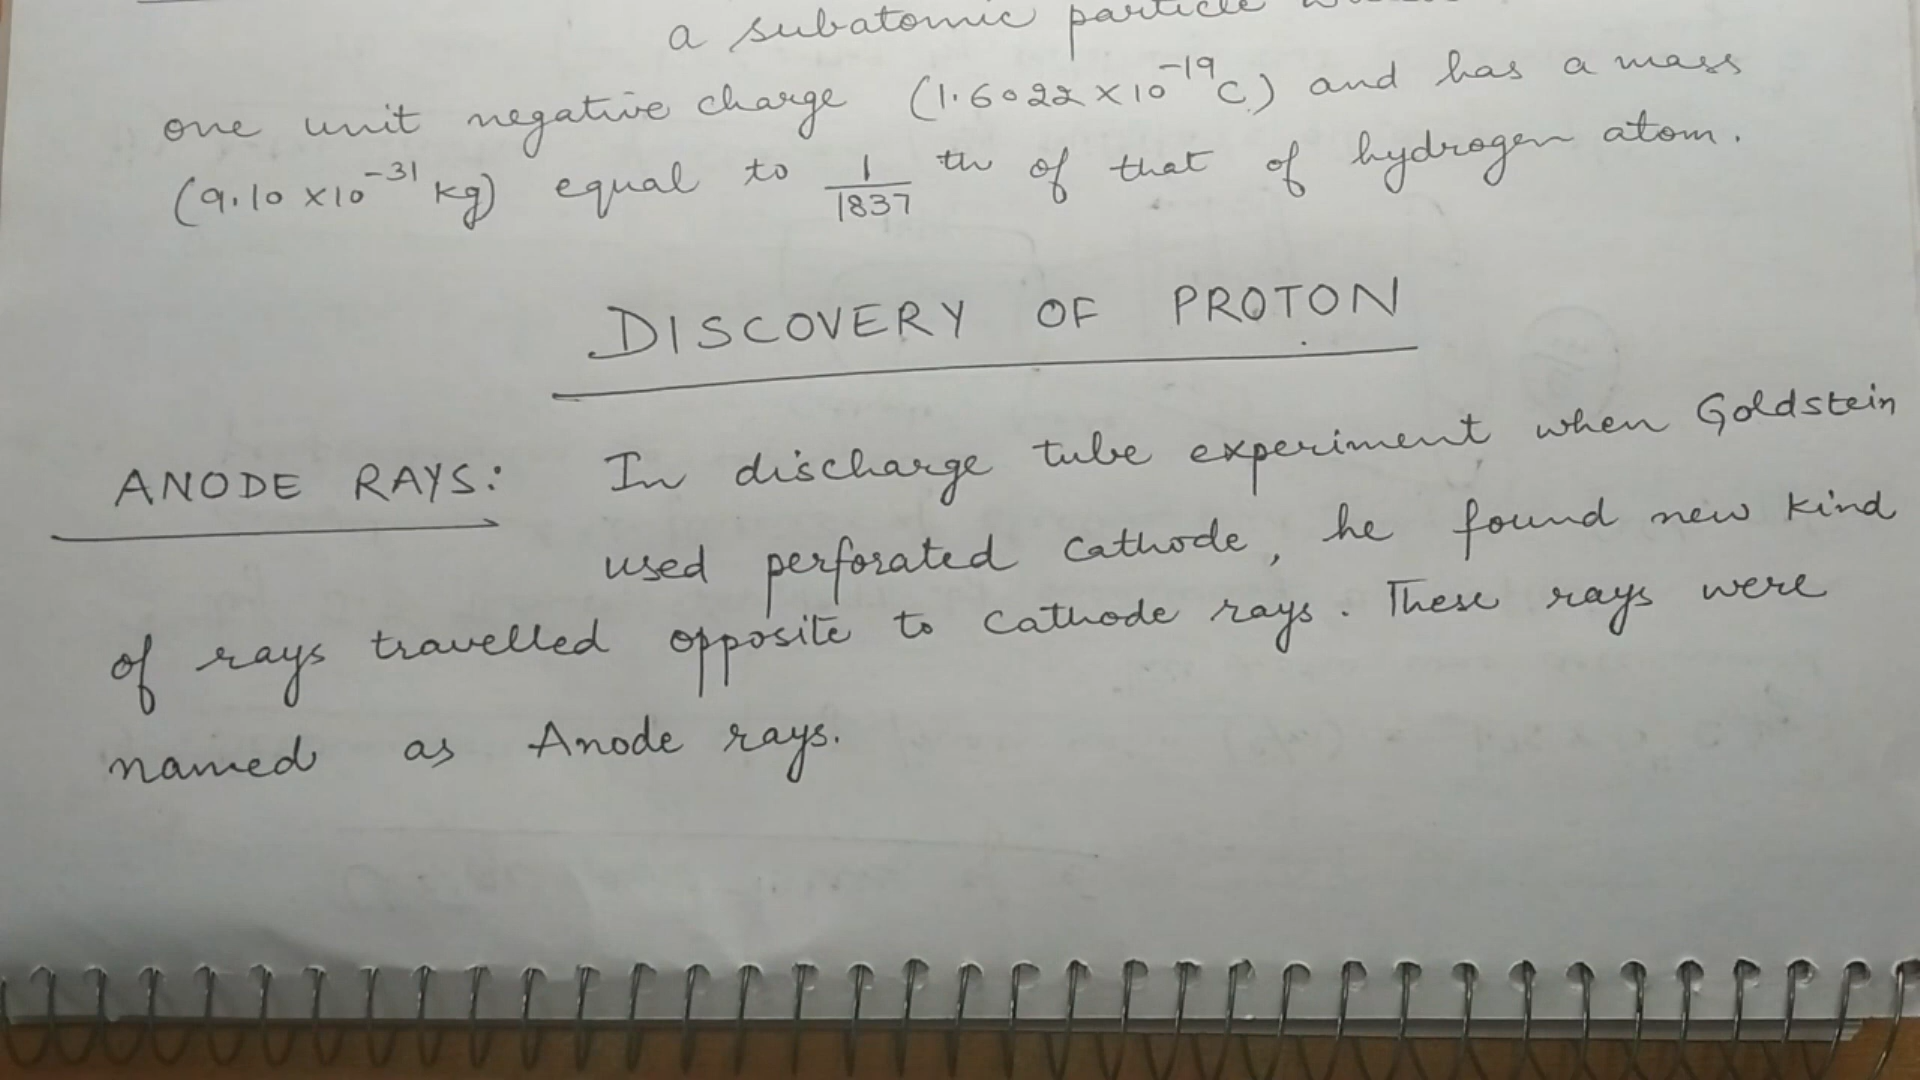 a subatomic particle
one unit negative charge (1.6022 × 10⁻¹⁹ C) and has a mass
(9.10 × 10⁻³¹ kg) equal to 1/1837 th of that of hydrogen atom.
DISCOVERY OF PROTON
ANODE RAYS: In discharge tube experiment when Goldstein
used perforated cathode, he found new kind
of rays travelled opposite to cathode rays. These rays were
named as Anode rays.